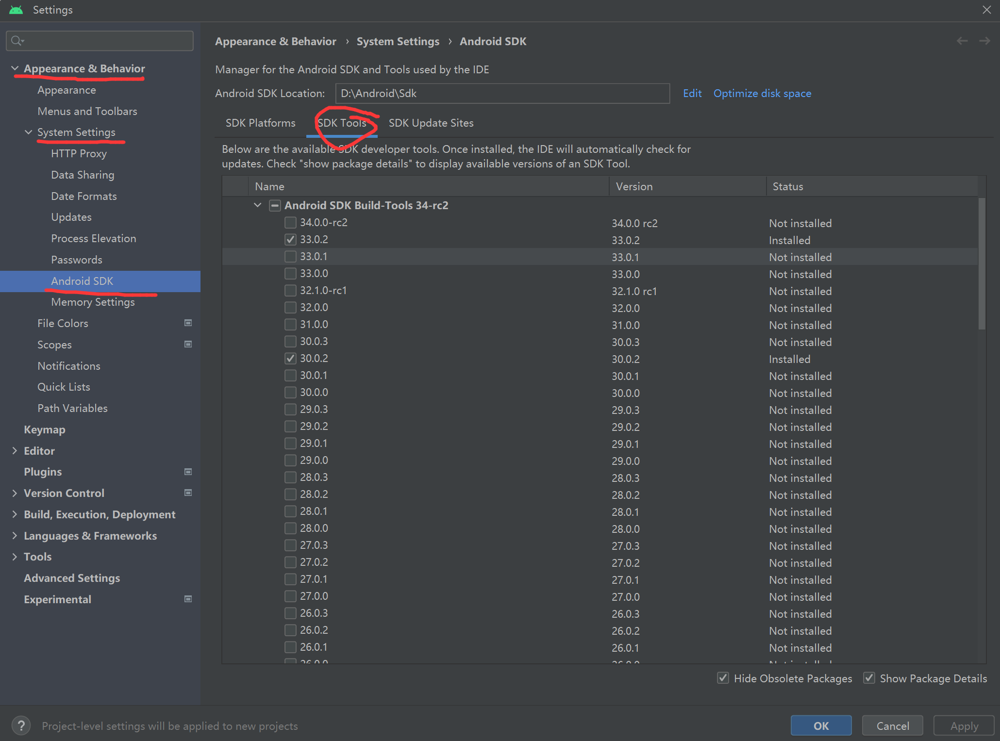 Settings
Appearance & Behavior
Appearance
Menus and Toolbars
System Settings
HTTP Proxy
Data Sharing
Date Formats
Updates
Process Elevation
Passwords
Android SDK
Memory Settings
File Colors
Scopes
Notifications
Quick Lists
Path Variables
Keymap
Editor
Plugins
Version Control
Build, Execution, Deployment
Languages & Frameworks
Tools
Advanced Settings
Experimental
Appearance & Behavior › System Settings › Android SDK
Manager for the Android SDK and Tools used by the IDE
Android SDK Location: D:\Android\Sdk Edit Optimize disk space
SDK Platforms SDK Tools SDK Update Sites
Below are the available SDK developer tools. Once installed, the IDE will automatically check for
updates. Check "show package details" to display available versions of an SDK Tool.
Name Version Status
Android SDK Build-Tools 34-rc2
34.0.0-rc2 34.0.0 rc2 Not installed
33.0.2 33.0.2 Installed
33.0.1 33.0.1 Not installed
33.0.0 33.0.0 Not installed
32.1.0-rc1 32.1.0 rc1 Not installed
32.0.0 32.0.0 Not installed
31.0.0 31.0.0 Not installed
30.0.3 30.0.3 Not installed
30.0.2 30.0.2 Installed
30.0.1 30.0.1 Not installed
30.0.0 30.0.0 Not installed
29.0.3 29.0.3 Not installed
29.0.2 29.0.2 Not installed
29.0.1 29.0.1 Not installed
29.0.0 29.0.0 Not installed
28.0.3 28.0.3 Not installed
28.0.2 28.0.2 Not installed
28.0.1 28.0.1 Not installed
28.0.0 28.0.0 Not installed
27.0.3 27.0.3 Not installed
27.0.2 27.0.2 Not installed
27.0.1 27.0.1 Not installed
27.0.0 27.0.0 Not installed
26.0.3 26.0.3 Not installed
26.0.2 26.0.2 Not installed
26.0.1 26.0.1 Not installed
26.0.0 26.0.0 Not installed
Hide Obsolete Packages Show Package Details
? Project-level settings will be applied to new projects
OK Cancel Apply